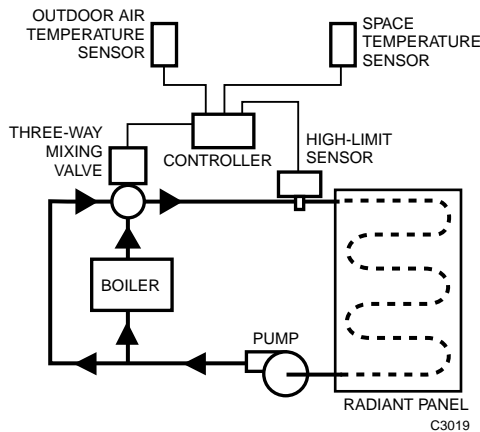 OUTDOOR AIR
TEMPERATURE
SENSOR
SPACE
TEMPERATURE
SENSOR
THREE-WAY
MIXING
VALVE
CONTROLLER
HIGH-LIMIT
SENSOR
BOILER
PUMP
RADIANT PANEL
C3019